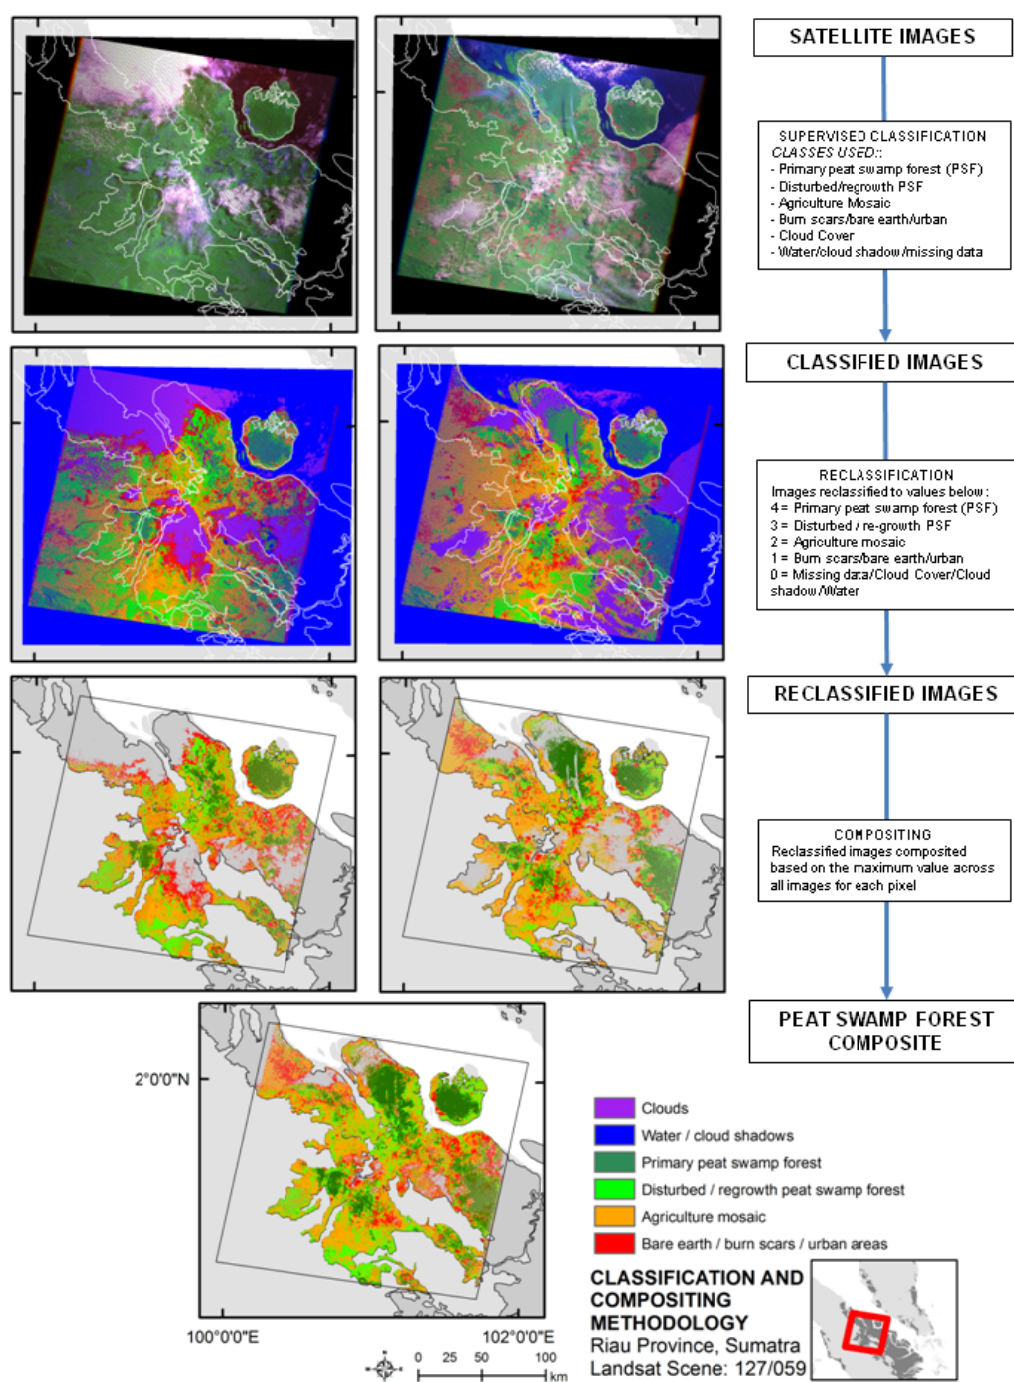 SATELLITE IMAGES
SUPERVISED CLASSIFICATION
CLASSES USED::
- Primary peat swamp forest (PSF)
- Disturbed/regrowth PSF
- Agriculture Mosaic
- Burn scars/bare earth/urban
- Cloud Cover
- Water/cloud shadow/missing data
CLASSIFIED IMAGES
RECLASSIFICATION
Images reclassified to values below :
4 = Primary peat swamp forest (PSF)
3 = Disturbed / re-growth PSF
2 = Agriculture mosaic
1 = Burn scars/bare earth/urban
0 = Missing data/Cloud Cover/Cloud
shadow/Water
RECLASSIFIED IMAGES
COMPOSITING
Reclassified images composited
based on the maximum value across
all images for each pixel
PEAT SWAMP FOREST
COMPOSITE
2°0'0"N
100°0'0"E
102°0'0"E
Clouds
Water / cloud shadows
Primary peat swamp forest
Disturbed / regrowth peat swamp forest
Agriculture mosaic
Bare earth / burn scars / urban areas
CLASSIFICATION AND
COMPOSITING
METHODOLOGY
Riau Province, Sumatra
Landsat Scene: 127/059
0 25 50 100
km